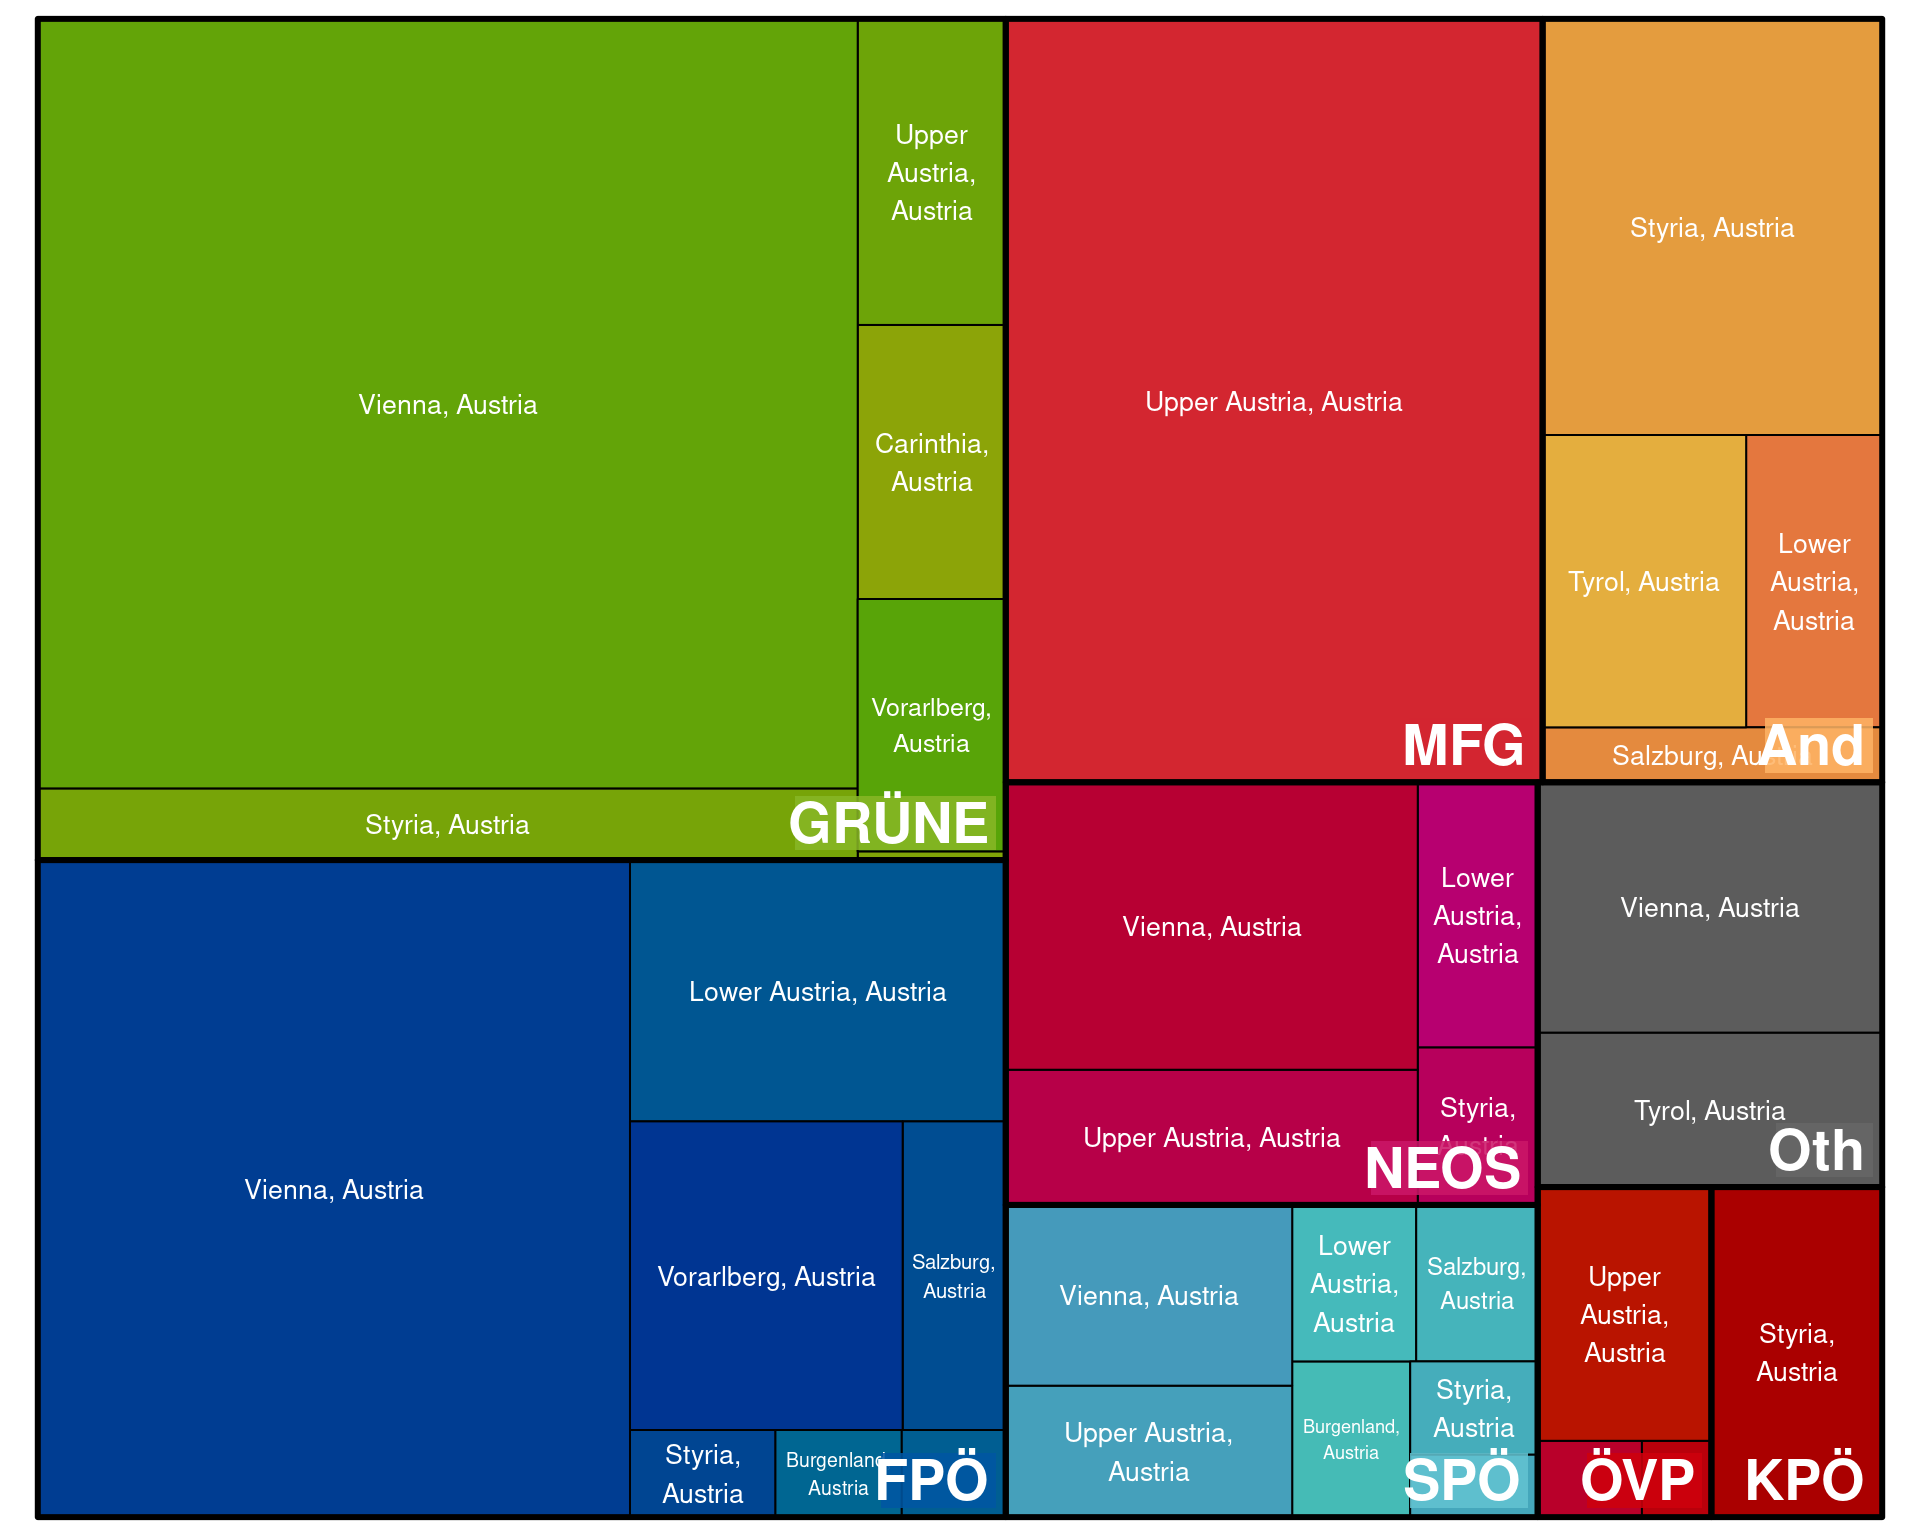 Vienna, Austria
Upper
Austria,
Austria
Carinthia,
Austria
Vorarlberg,
Austria
Styria, Austria
GRÜNE
Upper Austria, Austria
MFG
Styria, Austria
Tyrol, Austria
Lower
Austria,
Austria
Salzburg, Austria
And
Vienna, Austria
Lower Austria, Austria
Vorarlberg, Austria
Salzburg,
Austria
Styria,
Austria
Burgenland,
Austria
FPÖ
Vienna, Austria
Lower
Austria,
Austria
Upper Austria, Austria
Styria,
Austria
NEOS
Vienna, Austria
Tyrol, Austria
Oth
Vienna, Austria
Lower
Austria,
Austria
Salzburg,
Austria
Upper Austria,
Austria
Burgenland,
Austria
Styria,
Austria
SPÖ
Upper
Austria,
Austria
ÖVP
Styria,
Austria
KPÖ